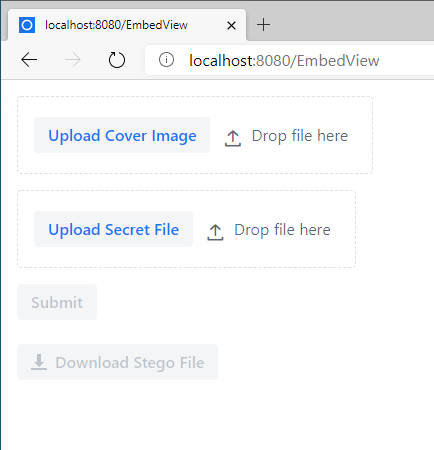 localhost:8080/EmbedView
localhost:8080/EmbedView
Upload Cover Image Drop file here
Upload Secret File Drop file here
Submit
Download Stego File